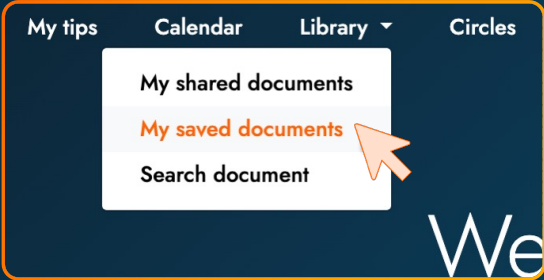 My tips Calendar Library Circles
My shared documents
My saved documents
Search document
We